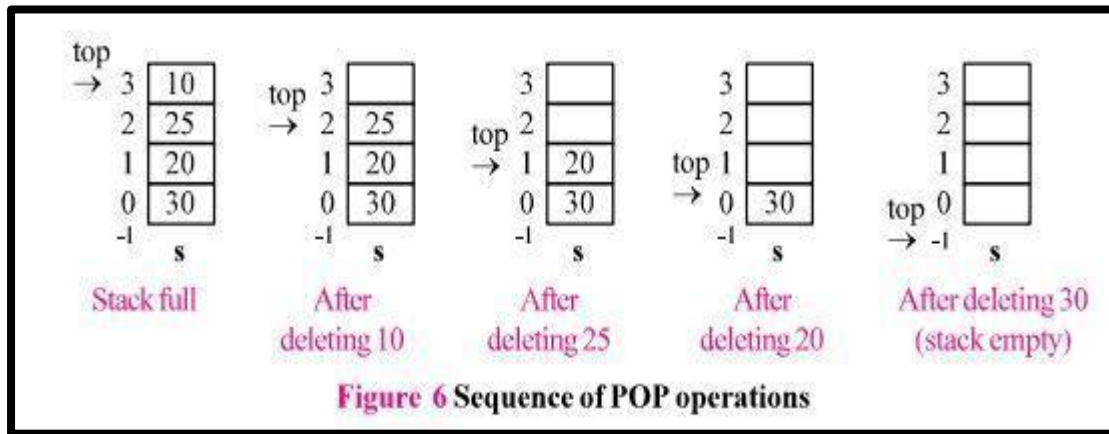 top
→ 3 10
2 25
1 20
0 30
-1
s
Stack full
3
top
→ 2 25
1 20
0 30
-1
s
After
deleting 10
3
2
top
→ 1 20
0 30
-1
s
After
deleting 25
3
2
top 1
→ 0 30
-1
s
After
deleting 20
3
2
1
top 0
→ -1
s
After deleting 30
(stack empty)
Figure 6 Sequence of POP operations